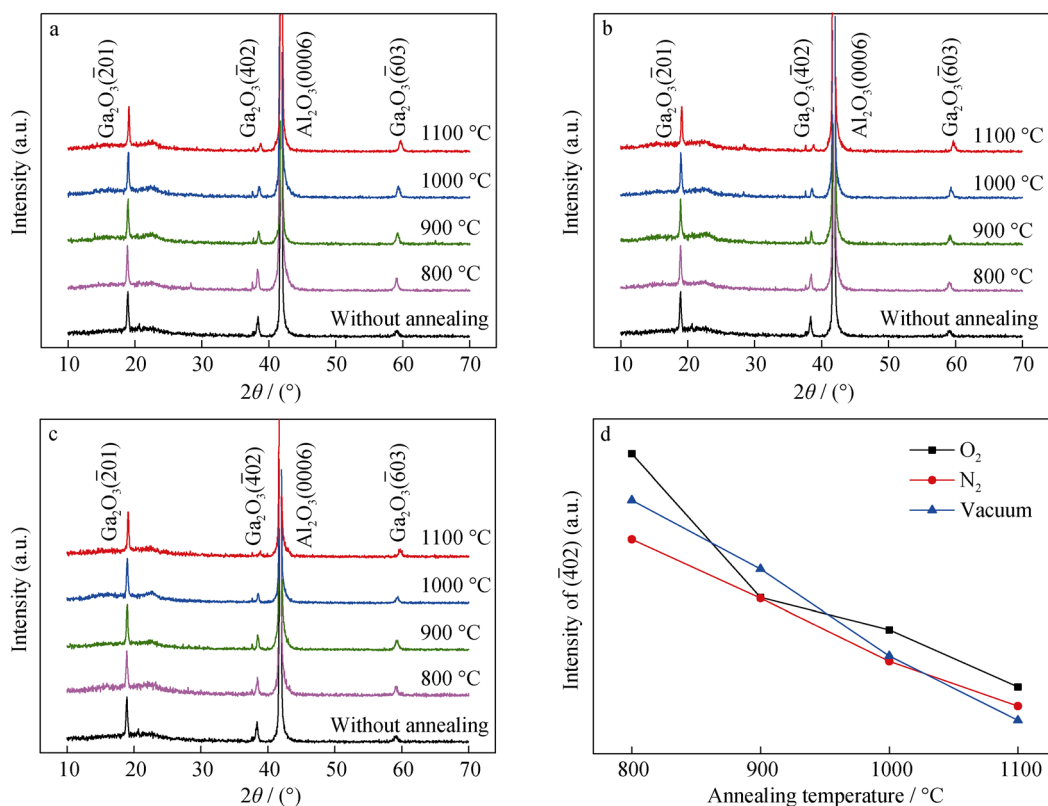 a
Ga₂O₃(2̄01)
Ga₂O₃(4̄02)
Al₂O₃(0006)
Ga₂O₃(6̄03)
1100 °C
1000 °C
900 °C
800 °C
Without annealing
Intensity (a.u.)
10 20 30 40 50 60 70
2θ / (°)
b
Ga₂O₃(2̄01)
Ga₂O₃(4̄02)
Al₂O₃(0006)
Ga₂O₃(6̄03)
1100 °C
1000 °C
900 °C
800 °C
Without annealing
Intensity (a.u.)
10 20 30 40 50 60 70
2θ / (°)
c
Ga₂O₃(2̄01)
Ga₂O₃(4̄02)
Al₂O₃(0006)
Ga₂O₃(6̄03)
1100 °C
1000 °C
900 °C
800 °C
Without annealing
Intensity (a.u.)
10 20 30 40 50 60 70
2θ / (°)
d
O₂
N₂
Vacuum
Intensity of (4̄02) (a.u.)
800 900 1000 1100
Annealing temperature / °C